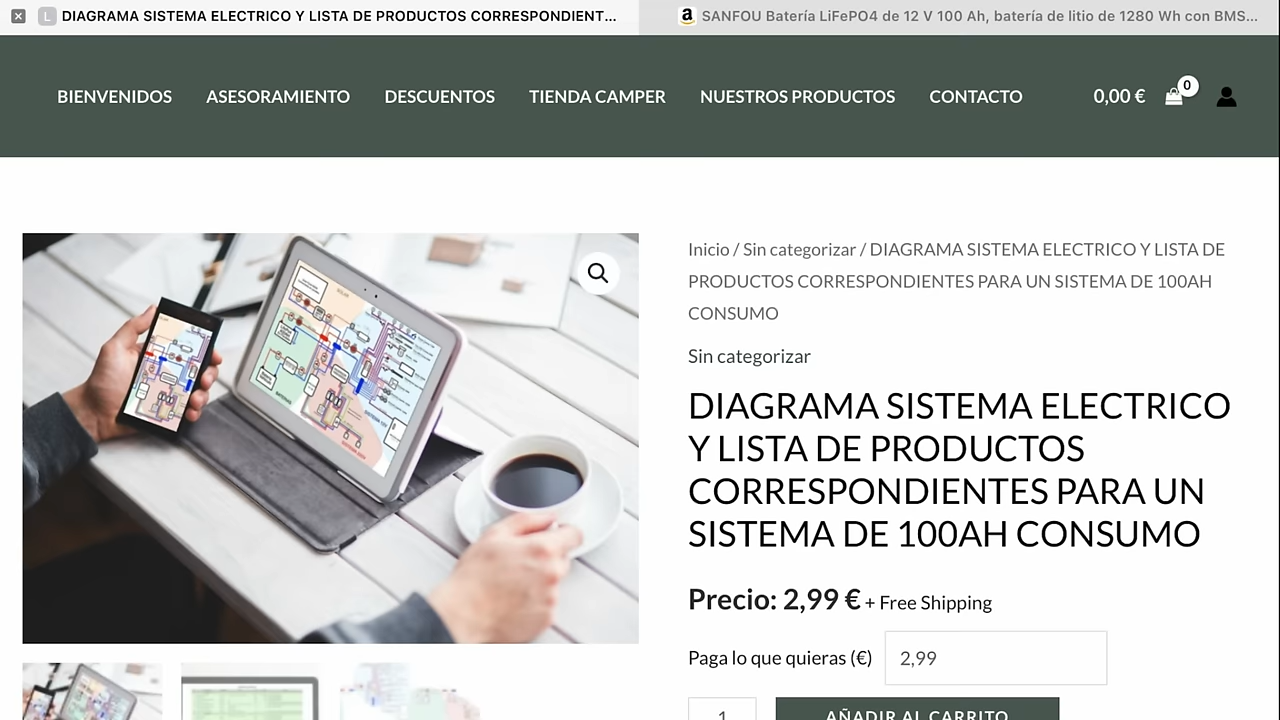 L DIAGRAMA SISTEMA ELECTRICO Y LISTA DE PRODUCTOS CORRESPONDIENT...
a SANFOU Batería LiFePO4 de 12 V 100 Ah, batería de litio de 1280 Wh con BMS...
BIENVENIDOS ASESORAMIENTO DESCUENTOS TIENDA CAMPER NUESTROS PRODUCTOS CONTACTO 0,00 € 0
Inicio / Sin categorizar / DIAGRAMA SISTEMA ELECTRICO Y LISTA DE
PRODUCTOS CORRESPONDIENTES PARA UN SISTEMA DE 100AH
CONSUMO
Sin categorizar
DIAGRAMA SISTEMA ELECTRICO
Y LISTA DE PRODUCTOS
CORRESPONDIENTES PARA UN
SISTEMA DE 100AH CONSUMO
Precio: 2,99 € + Free Shipping
Paga lo que quieras (€) 2,99
1 AÑADIR AL CARRITO